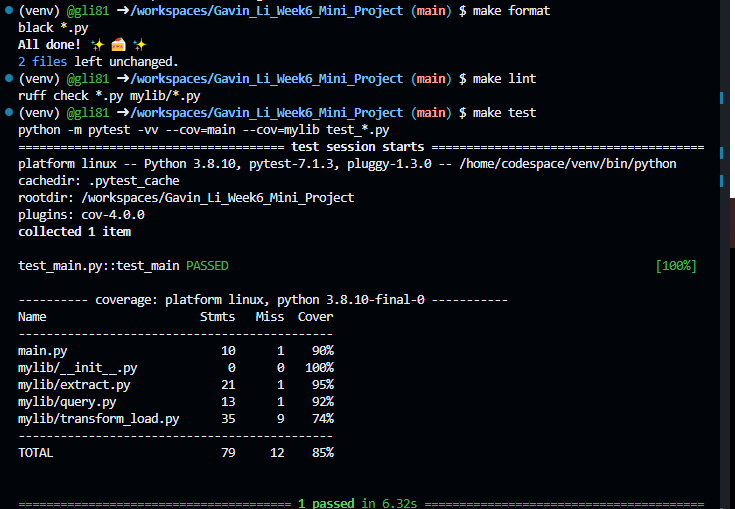 (venv) @gli81 ➜/workspaces/Gavin_Li_Week6_Mini_Project (main) $ make format
black *.py
All done! ✨ 🍰 ✨
2 files left unchanged.
(venv) @gli81 ➜/workspaces/Gavin_Li_Week6_Mini_Project (main) $ make lint
ruff check *.py mylib/*.py
(venv) @gli81 ➜/workspaces/Gavin_Li_Week6_Mini_Project (main) $ make test
python -m pytest -vv --cov=main --cov=mylib test_*.py
===================================== test session starts =====================================
platform linux -- Python 3.8.10, pytest-7.1.3, pluggy-1.3.0 -- /home/codespace/venv/bin/python
cachedir: .pytest_cache
rootdir: /workspaces/Gavin_Li_Week6_Mini_Project
plugins: cov-4.0.0
collected 1 item
test_main.py::test_main PASSED [100%]
---------- coverage: platform linux, python 3.8.10-final-0 -----------
Name Stmts Miss Cover
-----------------------------------------------
main.py 10 1 90%
mylib/__init__.py 0 0 100%
mylib/extract.py 21 1 95%
mylib/query.py 13 1 92%
mylib/transform_load.py 35 9 74%
-----------------------------------------------
TOTAL 79 12 85%
====================================== 1 passed in 6.32s ======================================